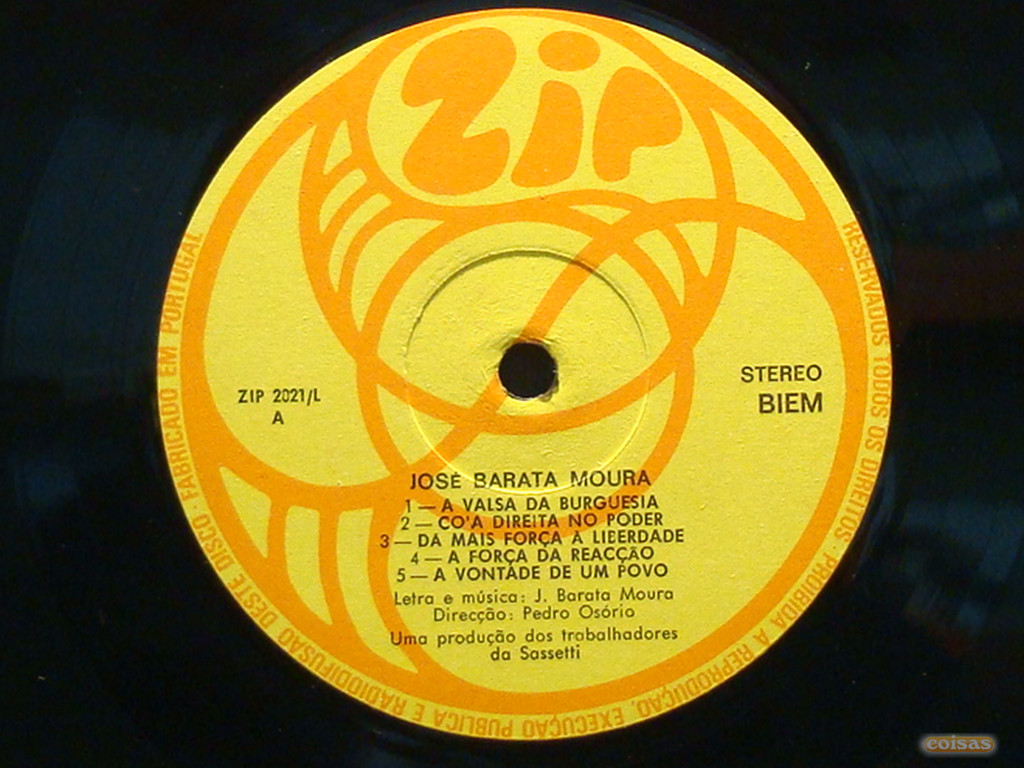 Zip
ZIP 2021/L
A
STEREO
BIEM
JOSÉ BARATA MOURA
1 — A VALSA DA BURGUESIA
2 — CO'A DIREITA NO PODER
3 — DA MAIS FORÇA À LIBERDADE
4 — A FORÇA DA REACÇÃO
5 — A VONTADE DE UM POVO
Letra e música: J. Barata Moura
Direcção: Pedro Osório
Uma produção dos trabalhadores
da Sassetti
RESERVADOS TODOS OS DIREITOS · PROIBIDA A REPRODUÇÃO, EXECUÇÃO PUBLICA E RADIODIFUSÃO DESTE DISCO · FABRICADO EM PORTUGAL
coisas